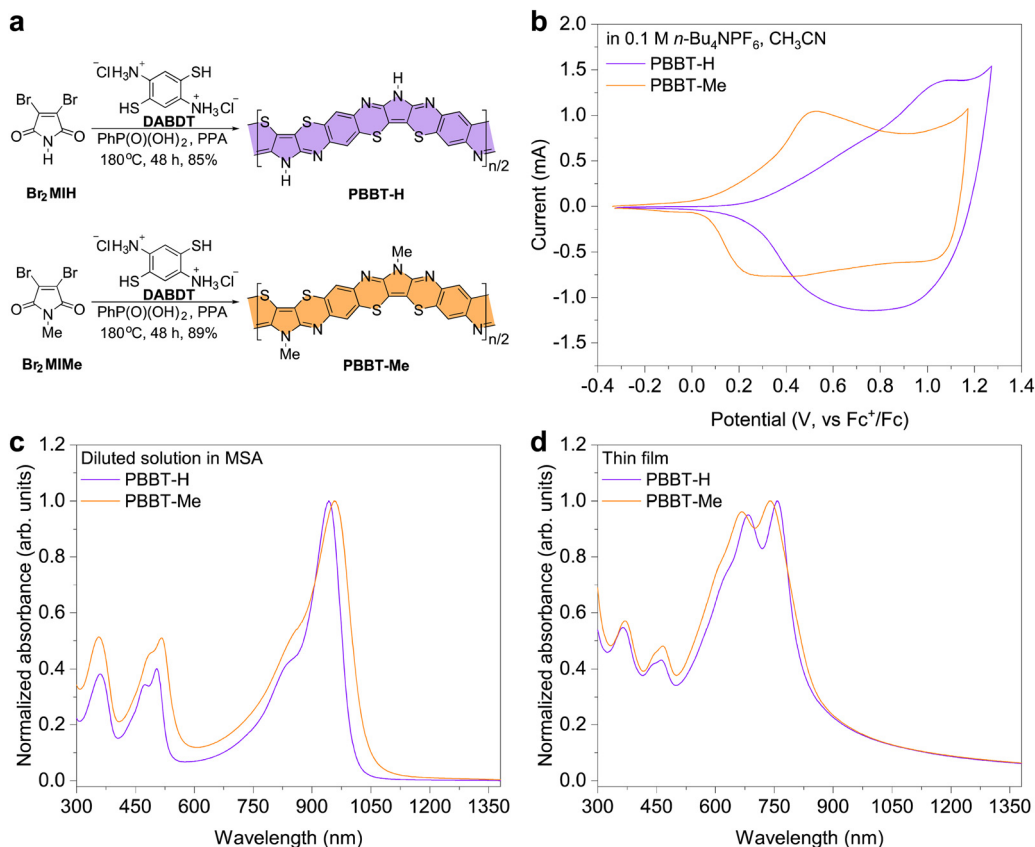 a
⁻ClH₃N⁺
SH
HS
⁺NH₃Cl⁻
DABDT
Br
Br
O
N
O
H
PhP(O)(OH)₂, PPA
180ºC, 48 h, 85%
Br₂MIH
H
S
N
N
N
S
N
N
S
S
N
H
n/2
PBBT-H
⁻ClH₃N⁺
SH
HS
⁺NH₃Cl⁻
DABDT
Br
Br
O
N
O
Me
PhP(O)(OH)₂, PPA
180ºC, 48 h, 89%
Br₂MIMe
Me
S
S
N
N
N
N
N
S
S
N
Me
n/2
PBBT-Me
b
in 0.1 M n-Bu₄NPF₆, CH₃CN
PBBT-H
PBBT-Me
Current (mA)
2.0
1.5
1.0
0.5
0.0
-0.5
-1.0
-1.5
-0.4 -0.2 0.0 0.2 0.4 0.6 0.8 1.0 1.2 1.4
Potential (V, vs Fc⁺/Fc)
c
Diluted solution in MSA
PBBT-H
PBBT-Me
Normalized absorbance (arb. units)
1.2
1.0
0.8
0.6
0.4
0.2
0.0
300 450 600 750 900 1050 1200 1350
Wavelength (nm)
d
Thin film
PBBT-H
PBBT-Me
Normalized absorbance (arb. units)
1.2
1.0
0.8
0.6
0.4
0.2
0.0
300 450 600 750 900 1050 1200 1350
Wavelength (nm)